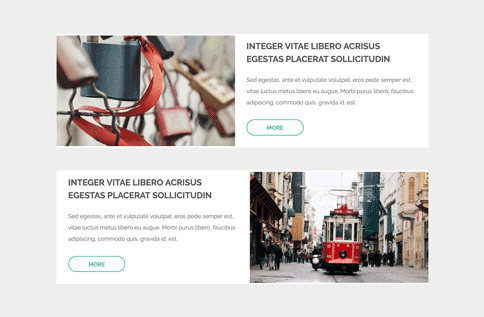 INTEGER VITAE LIBERO ACRISUS
EGESTAS PLACERAT SOLLICITUDIN
Sed egestas, ante et vulputate volutpat, eros pede semper est,
vitae luctus metus libero eu augue. Morbi purus libero, faucibus
adipiscing, commodo quis, gravida id, est.
MORE
INTEGER VITAE LIBERO ACRISUS
EGESTAS PLACERAT SOLLICITUDIN
Sed egestas, ante et vulputate volutpat, eros pede semper est,
vitae luctus metus libero eu augue. Morbi purus libero, faucibus
adipiscing, commodo quis, gravida id, est.
MORE